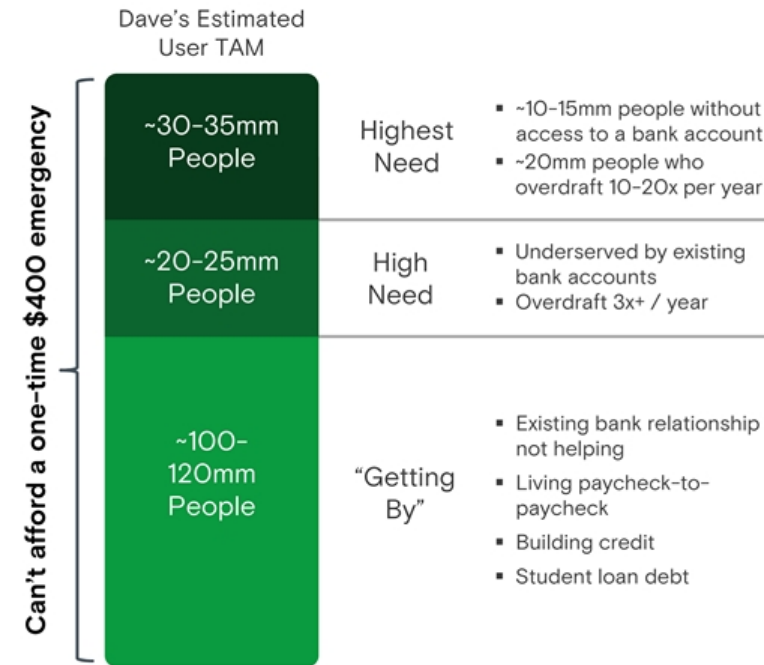 Dave's Estimated
User TAM
Can't afford a one-time $400 emergency
~30-35mm
People
Highest
Need
▪ ~10-15mm people without
access to a bank account
▪ ~20mm people who
overdraft 10-20x per year
~20-25mm
People
High
Need
▪ Underserved by existing
bank accounts
▪ Overdraft 3x+ / year
~100-
120mm
People
"Getting
By"
▪ Existing bank relationship
not helping
▪ Living paycheck-to-
paycheck
▪ Building credit
▪ Student loan debt